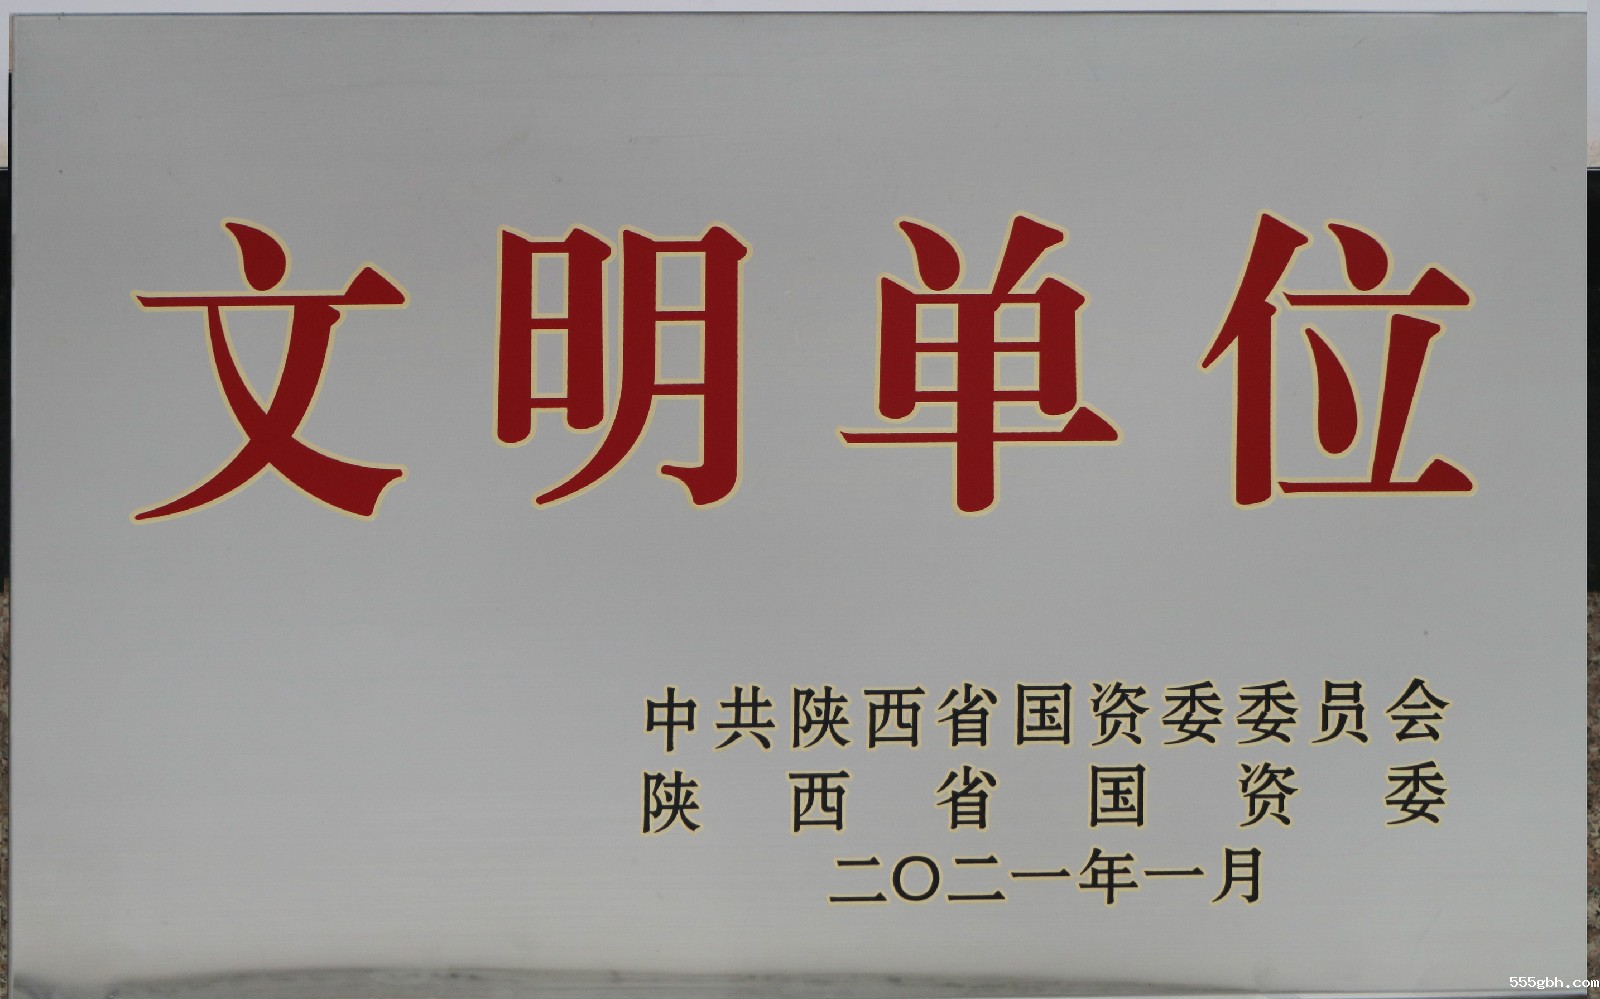 文明单位
中共陕西省国资委委员会
陕西省国资委
二〇二一年一月
555gbh.com